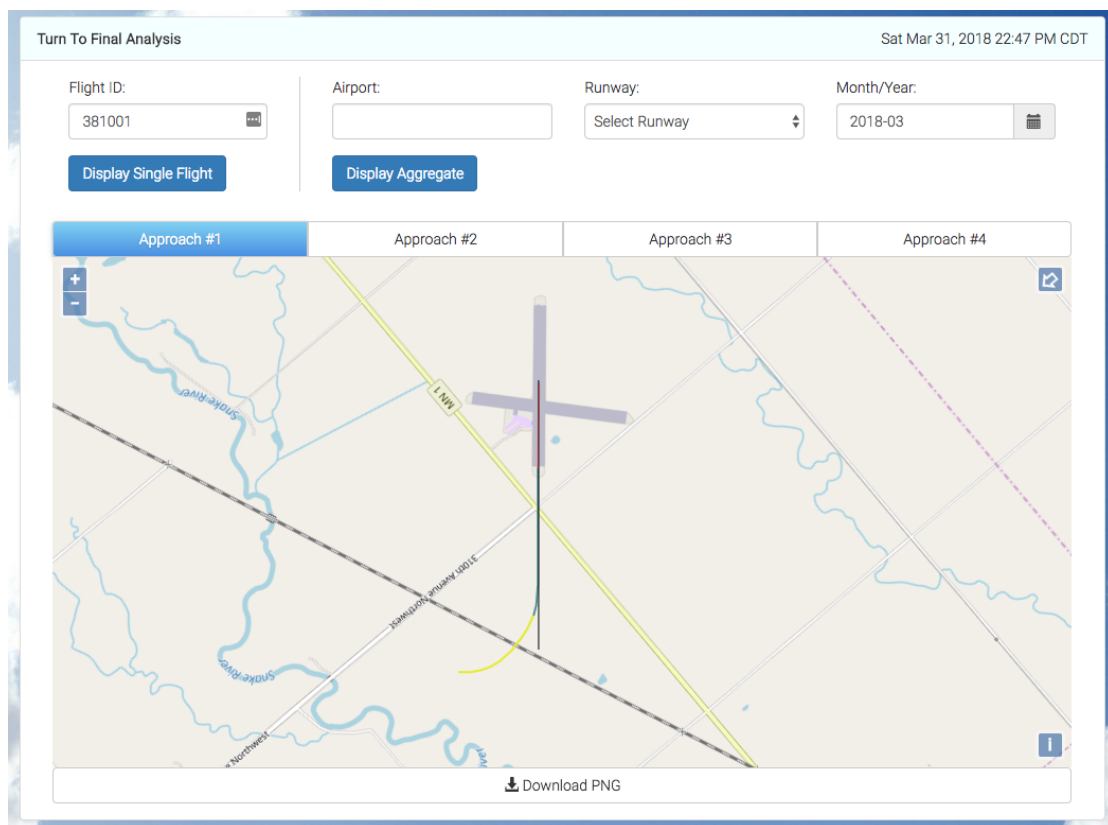 Turn To Final Analysis
Sat Mar 31, 2018 22:47 PM CDT
Flight ID:
Airport:
Runway:
Month/Year:
381001
Select Runway
2018-03
Display Single Flight
Display Aggregate
Approach #1
Approach #2
Approach #3
Approach #4
+
-
Snake River
MN 1
310th Avenue Northwest
Snake River
Northwest
River
i
Download PNG